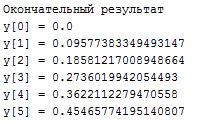 Окончательный результат
y[0] = 0.0
y[1] = 0.09577383349493147
y[2] = 0.18581217008948664
y[3] = 0.2736019942054493
y[4] = 0.3622112279470558
y[5] = 0.45465774195140807